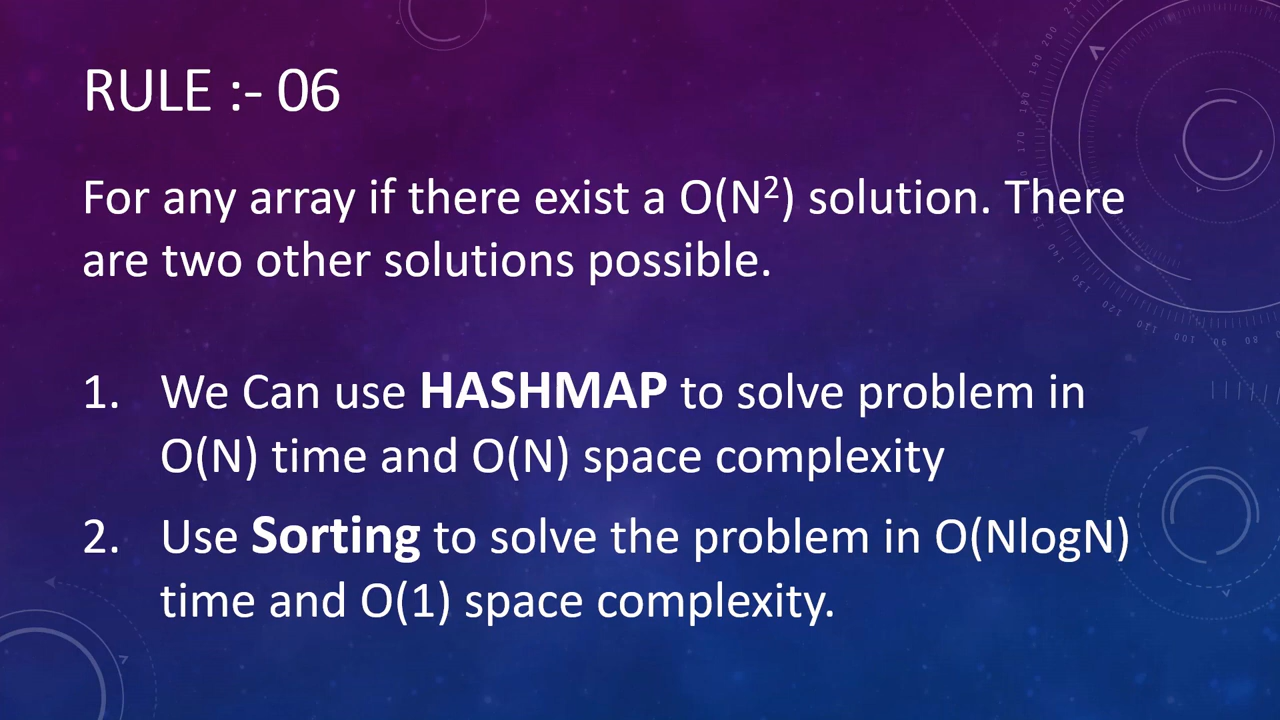 RULE :- 06
For any array if there exist a O(N²) solution. There
are two other solutions possible.
1. We Can use HASHMAP to solve problem in
O(N) time and O(N) space complexity
2. Use Sorting to solve the problem in O(NlogN)
time and O(1) space complexity.